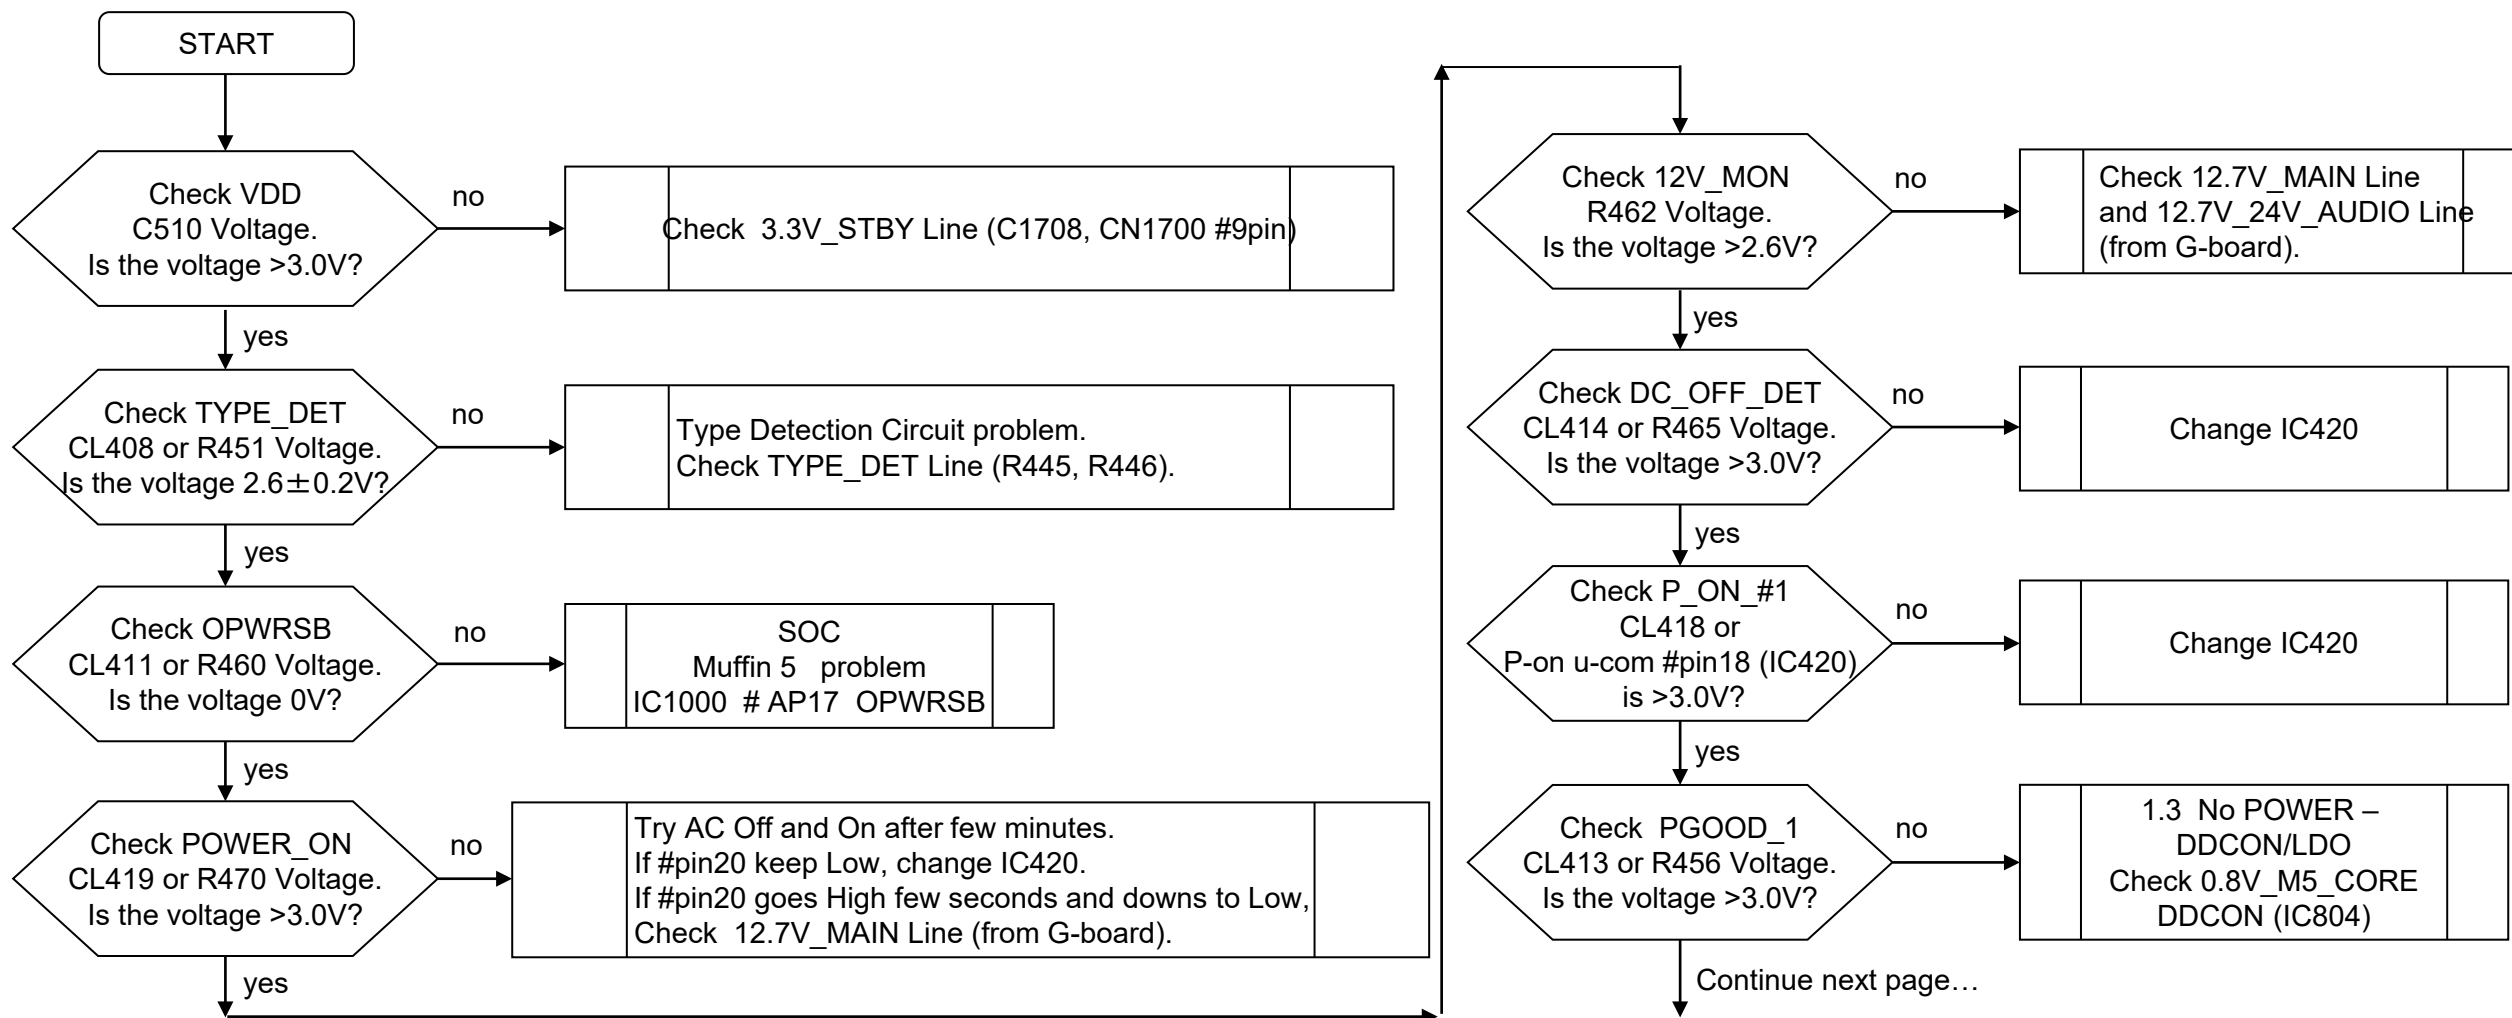 START
Check VDD
C510 Voltage.
Is the voltage >3.0V?
no
Check  3.3V_STBY Line (C1708, CN1700 #9pin)
yes
Check TYPE_DET
CL408 or R451 Voltage.
Is the voltage 2.6±0.2V?
no
Type Detection Circuit problem.
Check TYPE_DET Line (R445, R446).
yes
Check OPWRSB
CL411 or R460 Voltage.
Is the voltage 0V?
no
SOC
Muffin 5   problem
IC1000  # AP17  OPWRSB
yes
Check POWER_ON
CL419 or R470 Voltage.
Is the voltage >3.0V?
no
Try AC Off and On after few minutes.
If #pin20 keep Low, change IC420.
If #pin20 goes High few seconds and downs to Low,
Check  12.7V_MAIN Line (from G-board).
yes
Check 12V_MON
R462 Voltage.
Is the voltage >2.6V?
no
Check 12.7V_MAIN Line
and 12.7V_24V_AUDIO Line
(from G-board).
yes
Check DC_OFF_DET
CL414 or R465 Voltage.
Is the voltage >3.0V?
no
Change IC420
yes
Check P_ON_#1
CL418 or
P-on u-com #pin18 (IC420)
is >3.0V?
no
Change IC420
yes
Check  PGOOD_1
CL413 or R456 Voltage.
Is the voltage >3.0V?
no
1.3  No POWER –
DDCON/LDO
Check 0.8V_M5_CORE
DDCON (IC804)
Continue next page…